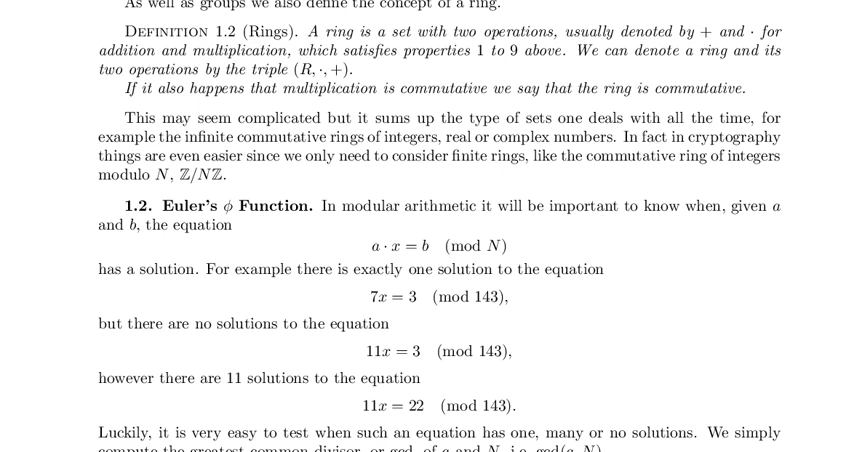 As well as groups we also define the concept of a ring.
DEFINITION 1.2 (Rings). A ring is a set with two operations, usually denoted by + and · for
addition and multiplication, which satisfies properties 1 to 9 above. We can denote a ring and its
two operations by the triple (R, ·, +).
If it also happens that multiplication is commutative we say that the ring is commutative.
This may seem complicated but it sums up the type of sets one deals with all the time, for
example the infinite commutative rings of integers, real or complex numbers. In fact in cryptography
things are even easier since we only need to consider finite rings, like the commutative ring of integers
modulo N, ℤ/Nℤ.
1.2. Euler's ϕ Function. In modular arithmetic it will be important to know when, given a
and b, the equation
a · x = b (mod N)
has a solution. For example there is exactly one solution to the equation
7x = 3 (mod 143),
but there are no solutions to the equation
11x = 3 (mod 143),
however there are 11 solutions to the equation
11x = 22 (mod 143).
Luckily, it is very easy to test when such an equation has one, many or no solutions. We simply
compute the greatest common divisor, or gcd, of a and N, i.e. gcd(a, N).